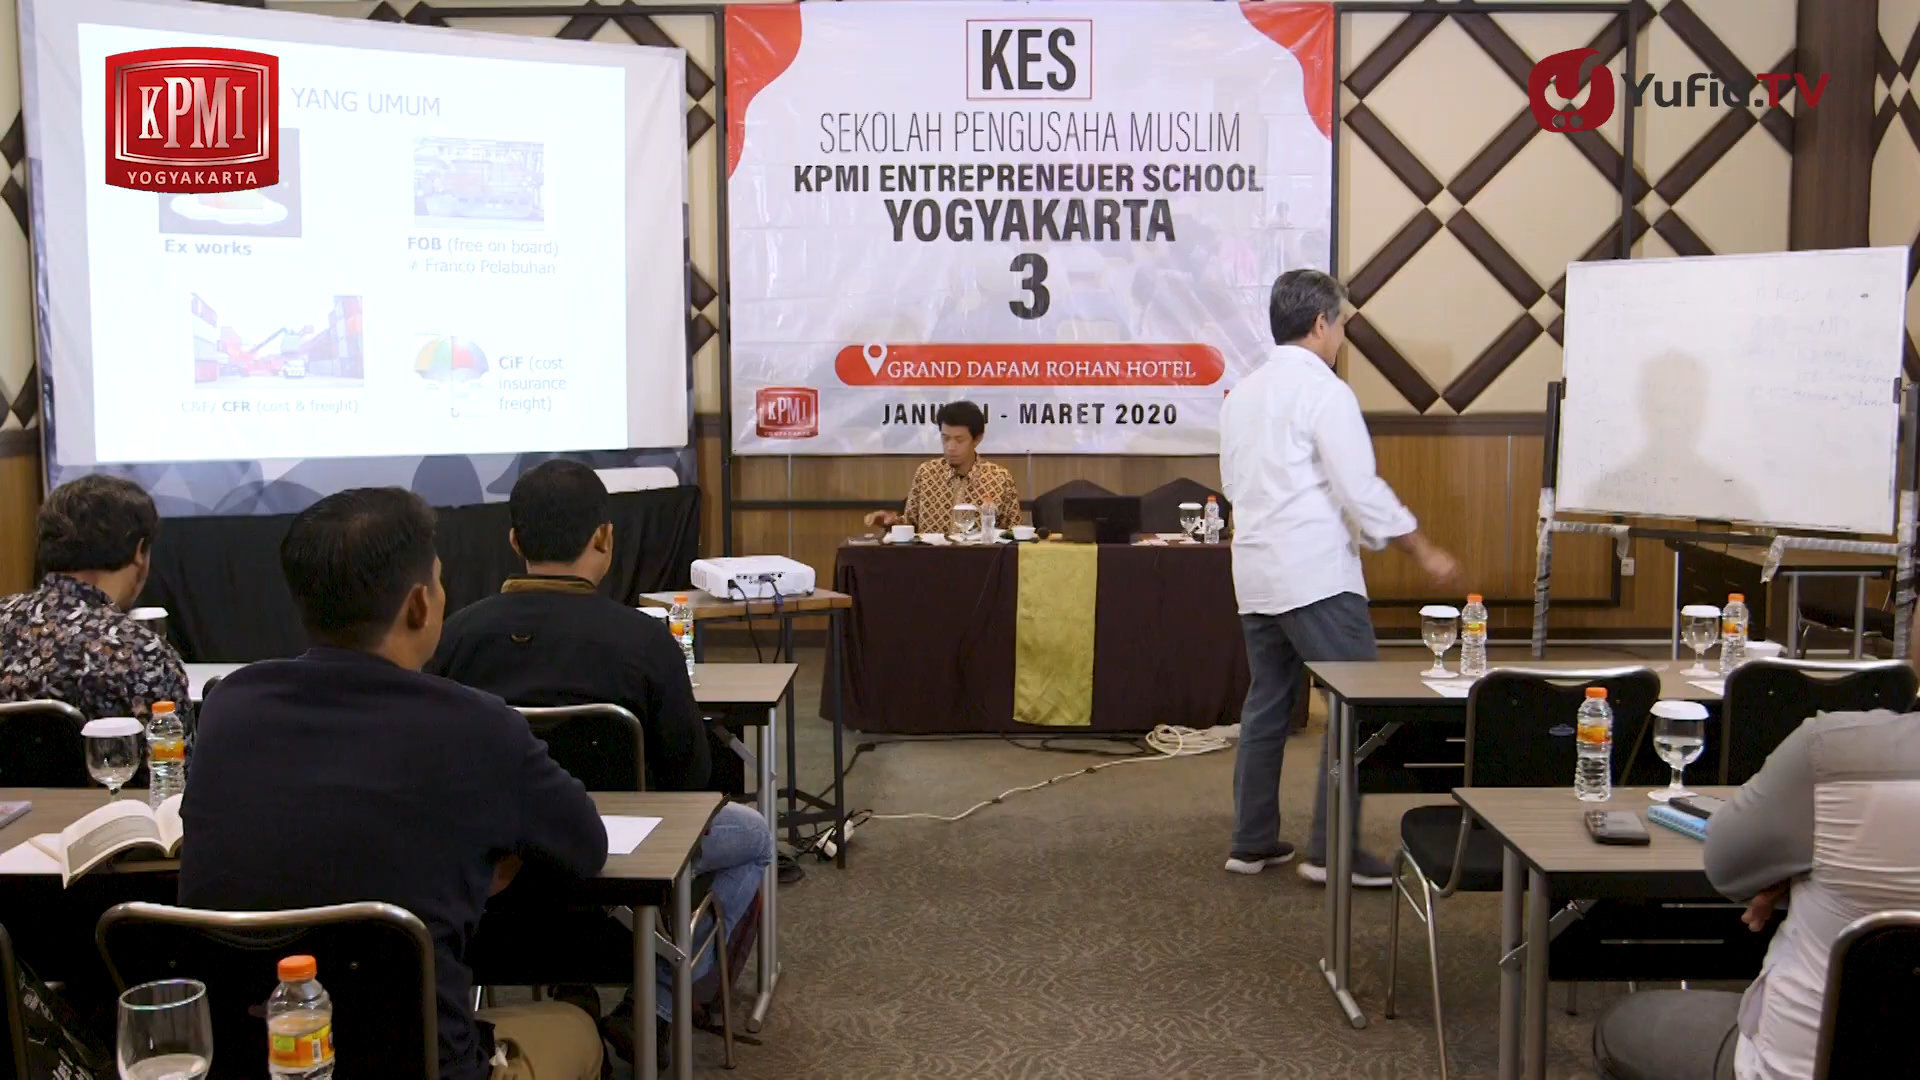 KPMI
YOGYAKARTA
YANG UMUM
Ex works
FOB (free on board)
/ Franco Pelabuhan
C&F/ CFR (cost & freight)
CiF (cost
insurance
freight)
KES
SEKOLAH PENGUSAHA MUSLIM
KPMI ENTREPRENEUER SCHOOL
YOGYAKARTA
3
GRAND DAFAM ROHAN HOTEL
KPMI
YOGYAKARTA
- MARET 2020
Yufid.TV